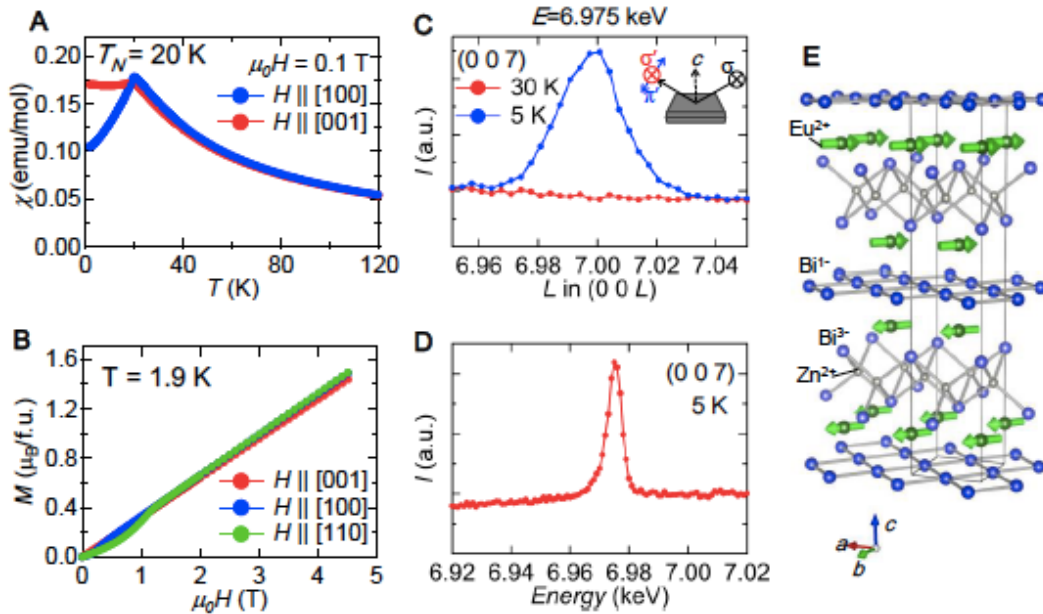 A
T_N = 20 K
μ₀H = 0.1 T
H || [100]
H || [001]
χ (emu/mol)
0.25
0.20
0.15
0.10
0.05
0.00
0
40
80
120
T (K)
B
T = 1.9 K
M (μ_B/f.u.)
1.6
1.2
0.8
0.4
0.0
H || [001]
H || [100]
H || [110]
0
1
2
3
4
5
μ₀H (T)
C
E=6.975 keV
(0 0 7)
30 K
5 K
σ'
π'
c
σ
I (a.u.)
6.96
6.98
7.00
7.02
7.04
L in (0 0 L)
D
(0 0 7)
5 K
I (a.u.)
6.92
6.94
6.96
6.98
7.00
7.02
Energy (keV)
E
Eu²⁺
Bi¹⁻
Bi³⁻
Zn²⁺
c
a
b